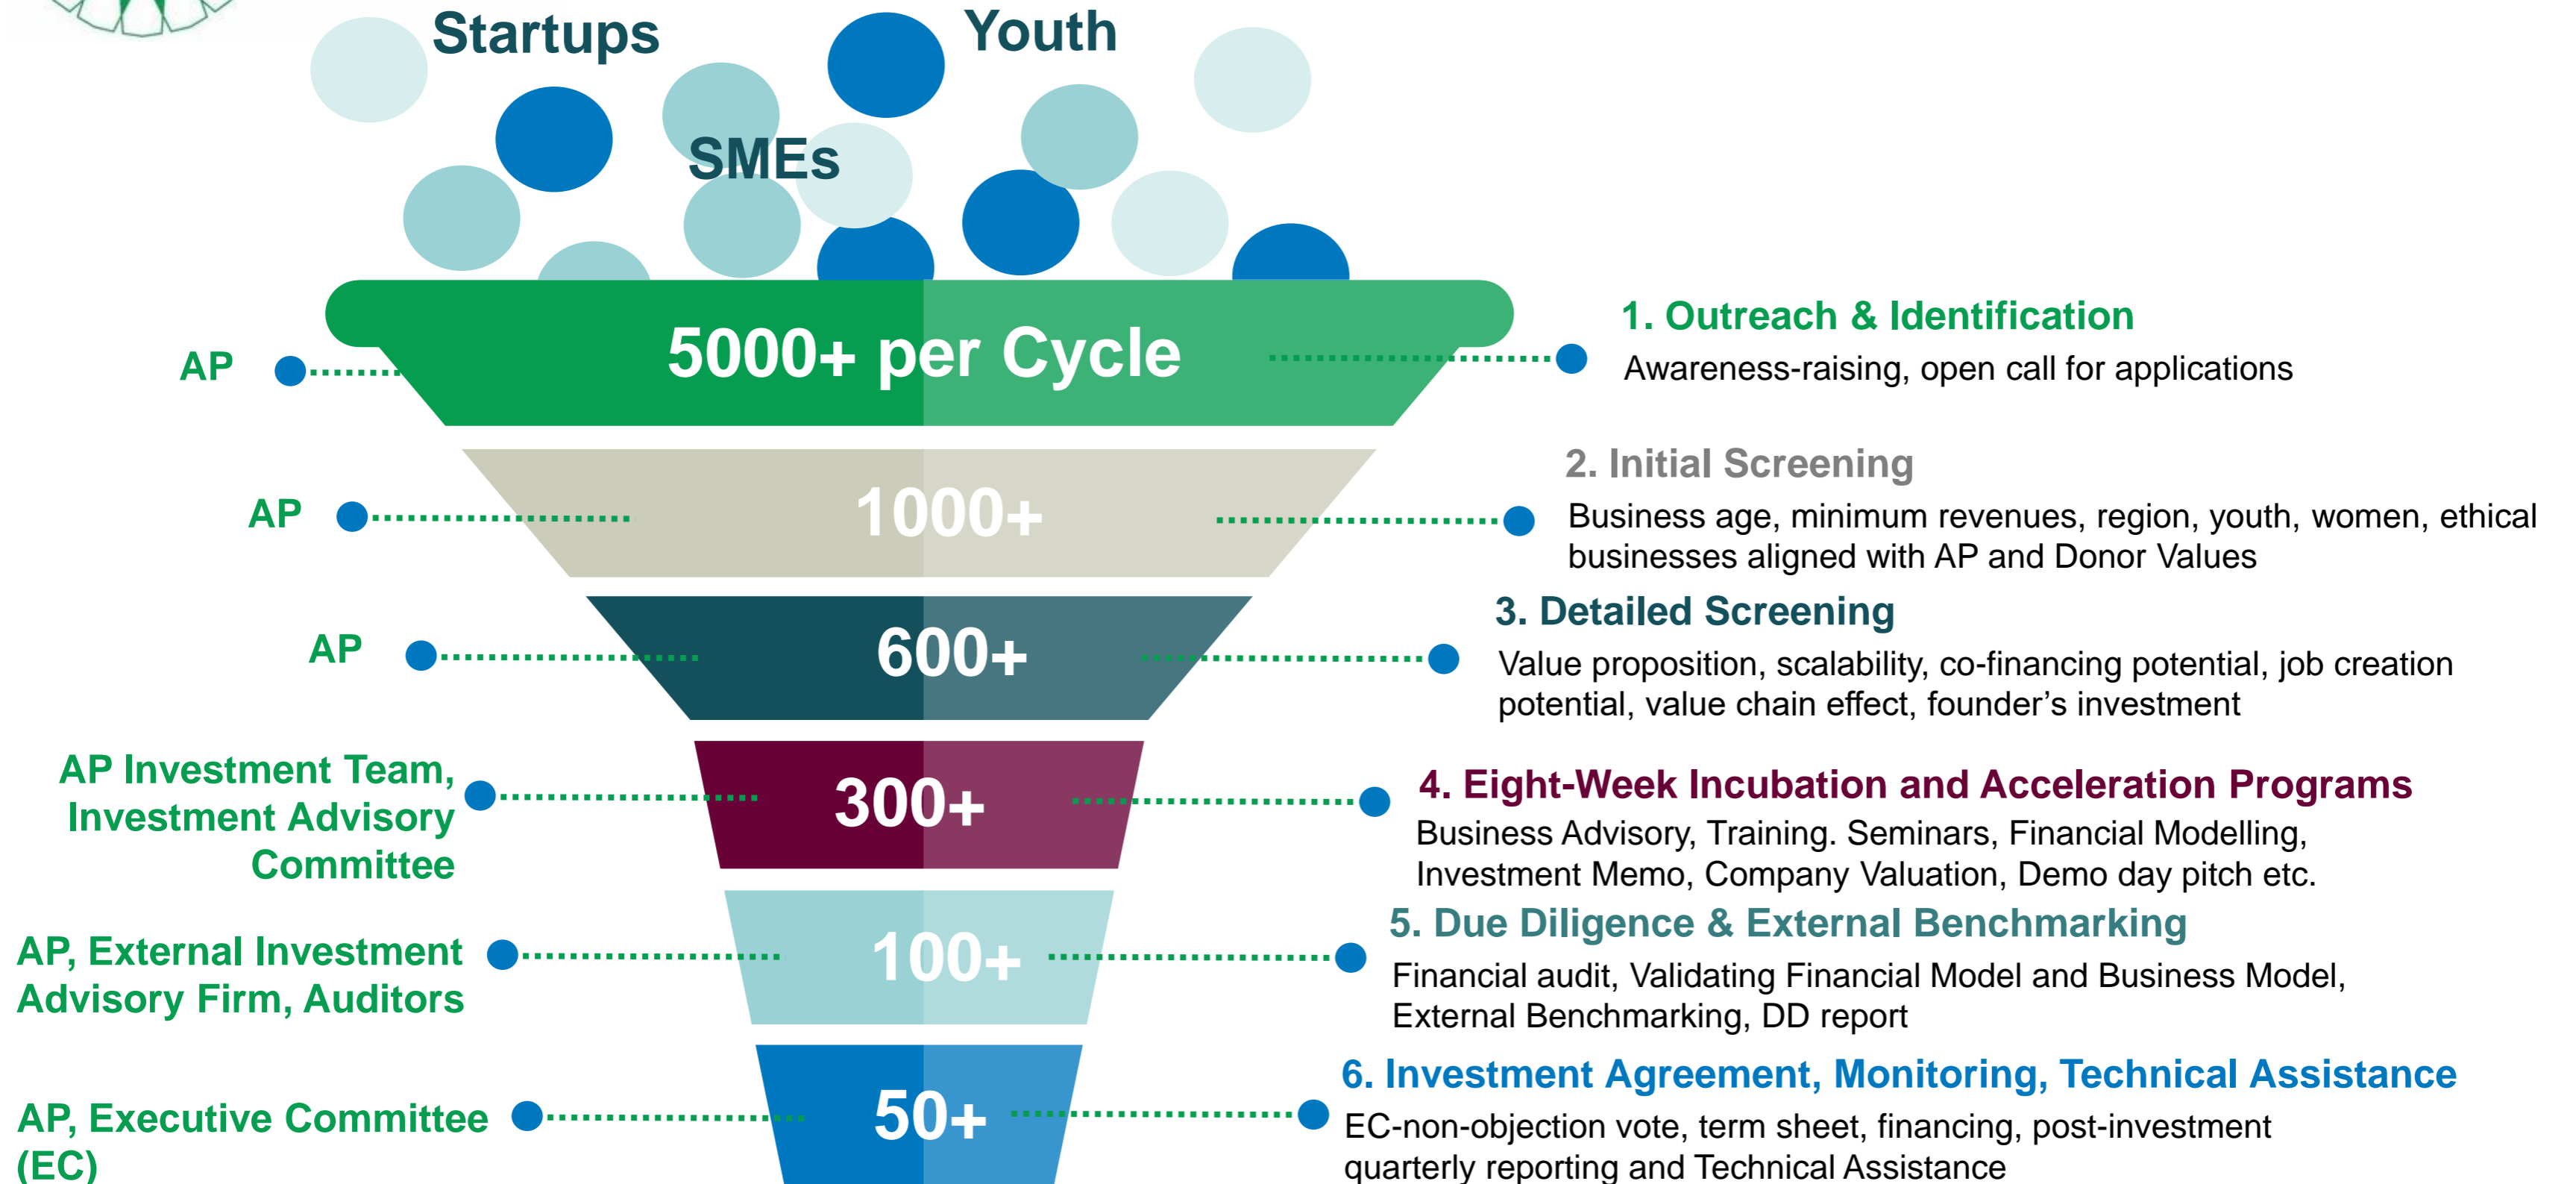 Startups
Youth
SMEs
5000+ per Cycle
AP
1. Outreach & Identification
Awareness-raising, open call for applications
1000+
AP
2. Initial Screening
Business age, minimum revenues, region, youth, women, ethical
businesses aligned with AP and Donor Values
600+
AP
3. Detailed Screening
Value proposition, scalability, co-financing potential, job creation
potential, value chain effect, founder’s investment
AP Investment Team,
Investment Advisory
Committee
300+
4. Eight-Week Incubation and Acceleration Programs
Business Advisory, Training. Seminars, Financial Modelling,
Investment Memo, Company Valuation, Demo day pitch etc.
AP, External Investment
Advisory Firm, Auditors
100+
5. Due Diligence & External Benchmarking
Financial audit, Validating Financial Model and Business Model,
External Benchmarking, DD report
AP, Executive Committee
(EC)
50+
6. Investment Agreement, Monitoring, Technical Assistance
EC-non-objection vote, term sheet, financing, post-investment
quarterly reporting and Technical Assistance